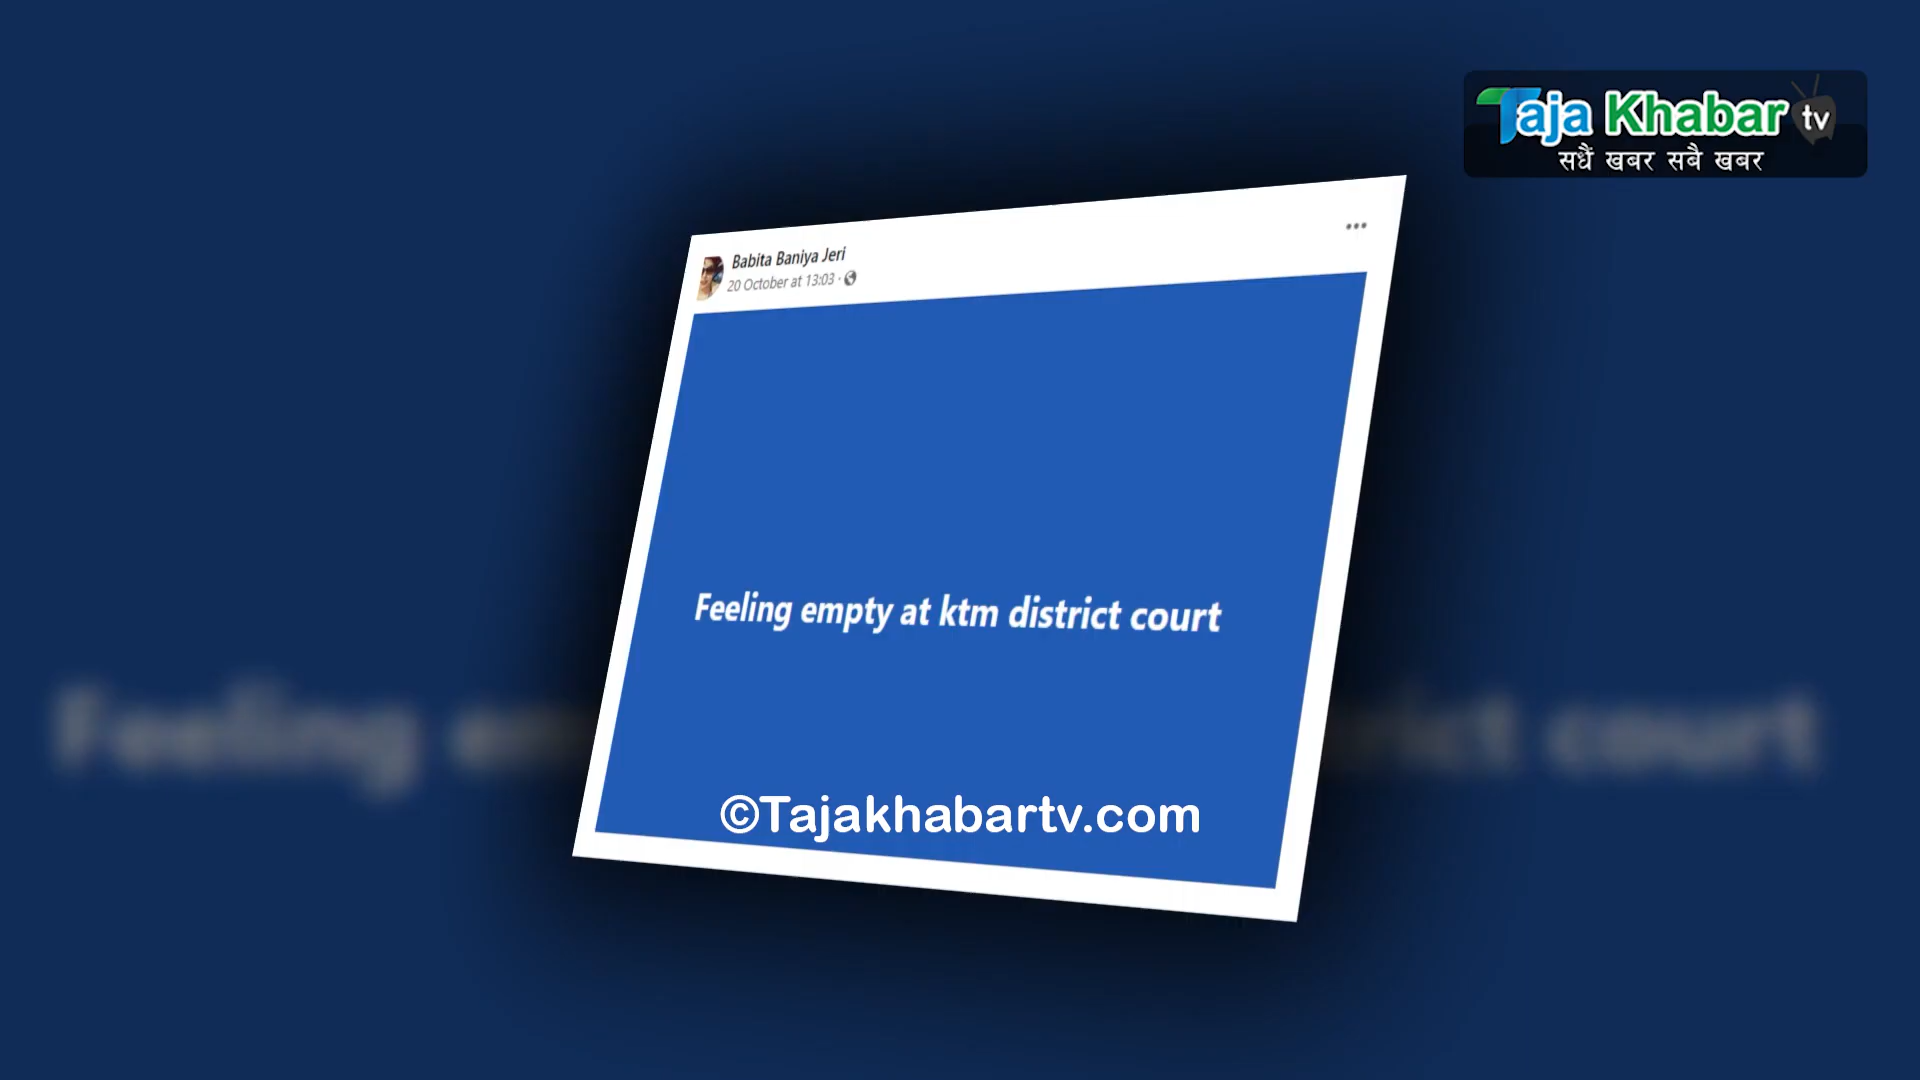 Taja Khabar tv
सधैं खबर सबै खबर
Babita Baniya Jeri
20 October at 13:03 ·
Feeling empty at ktm district court
©Tajakhabartv.com